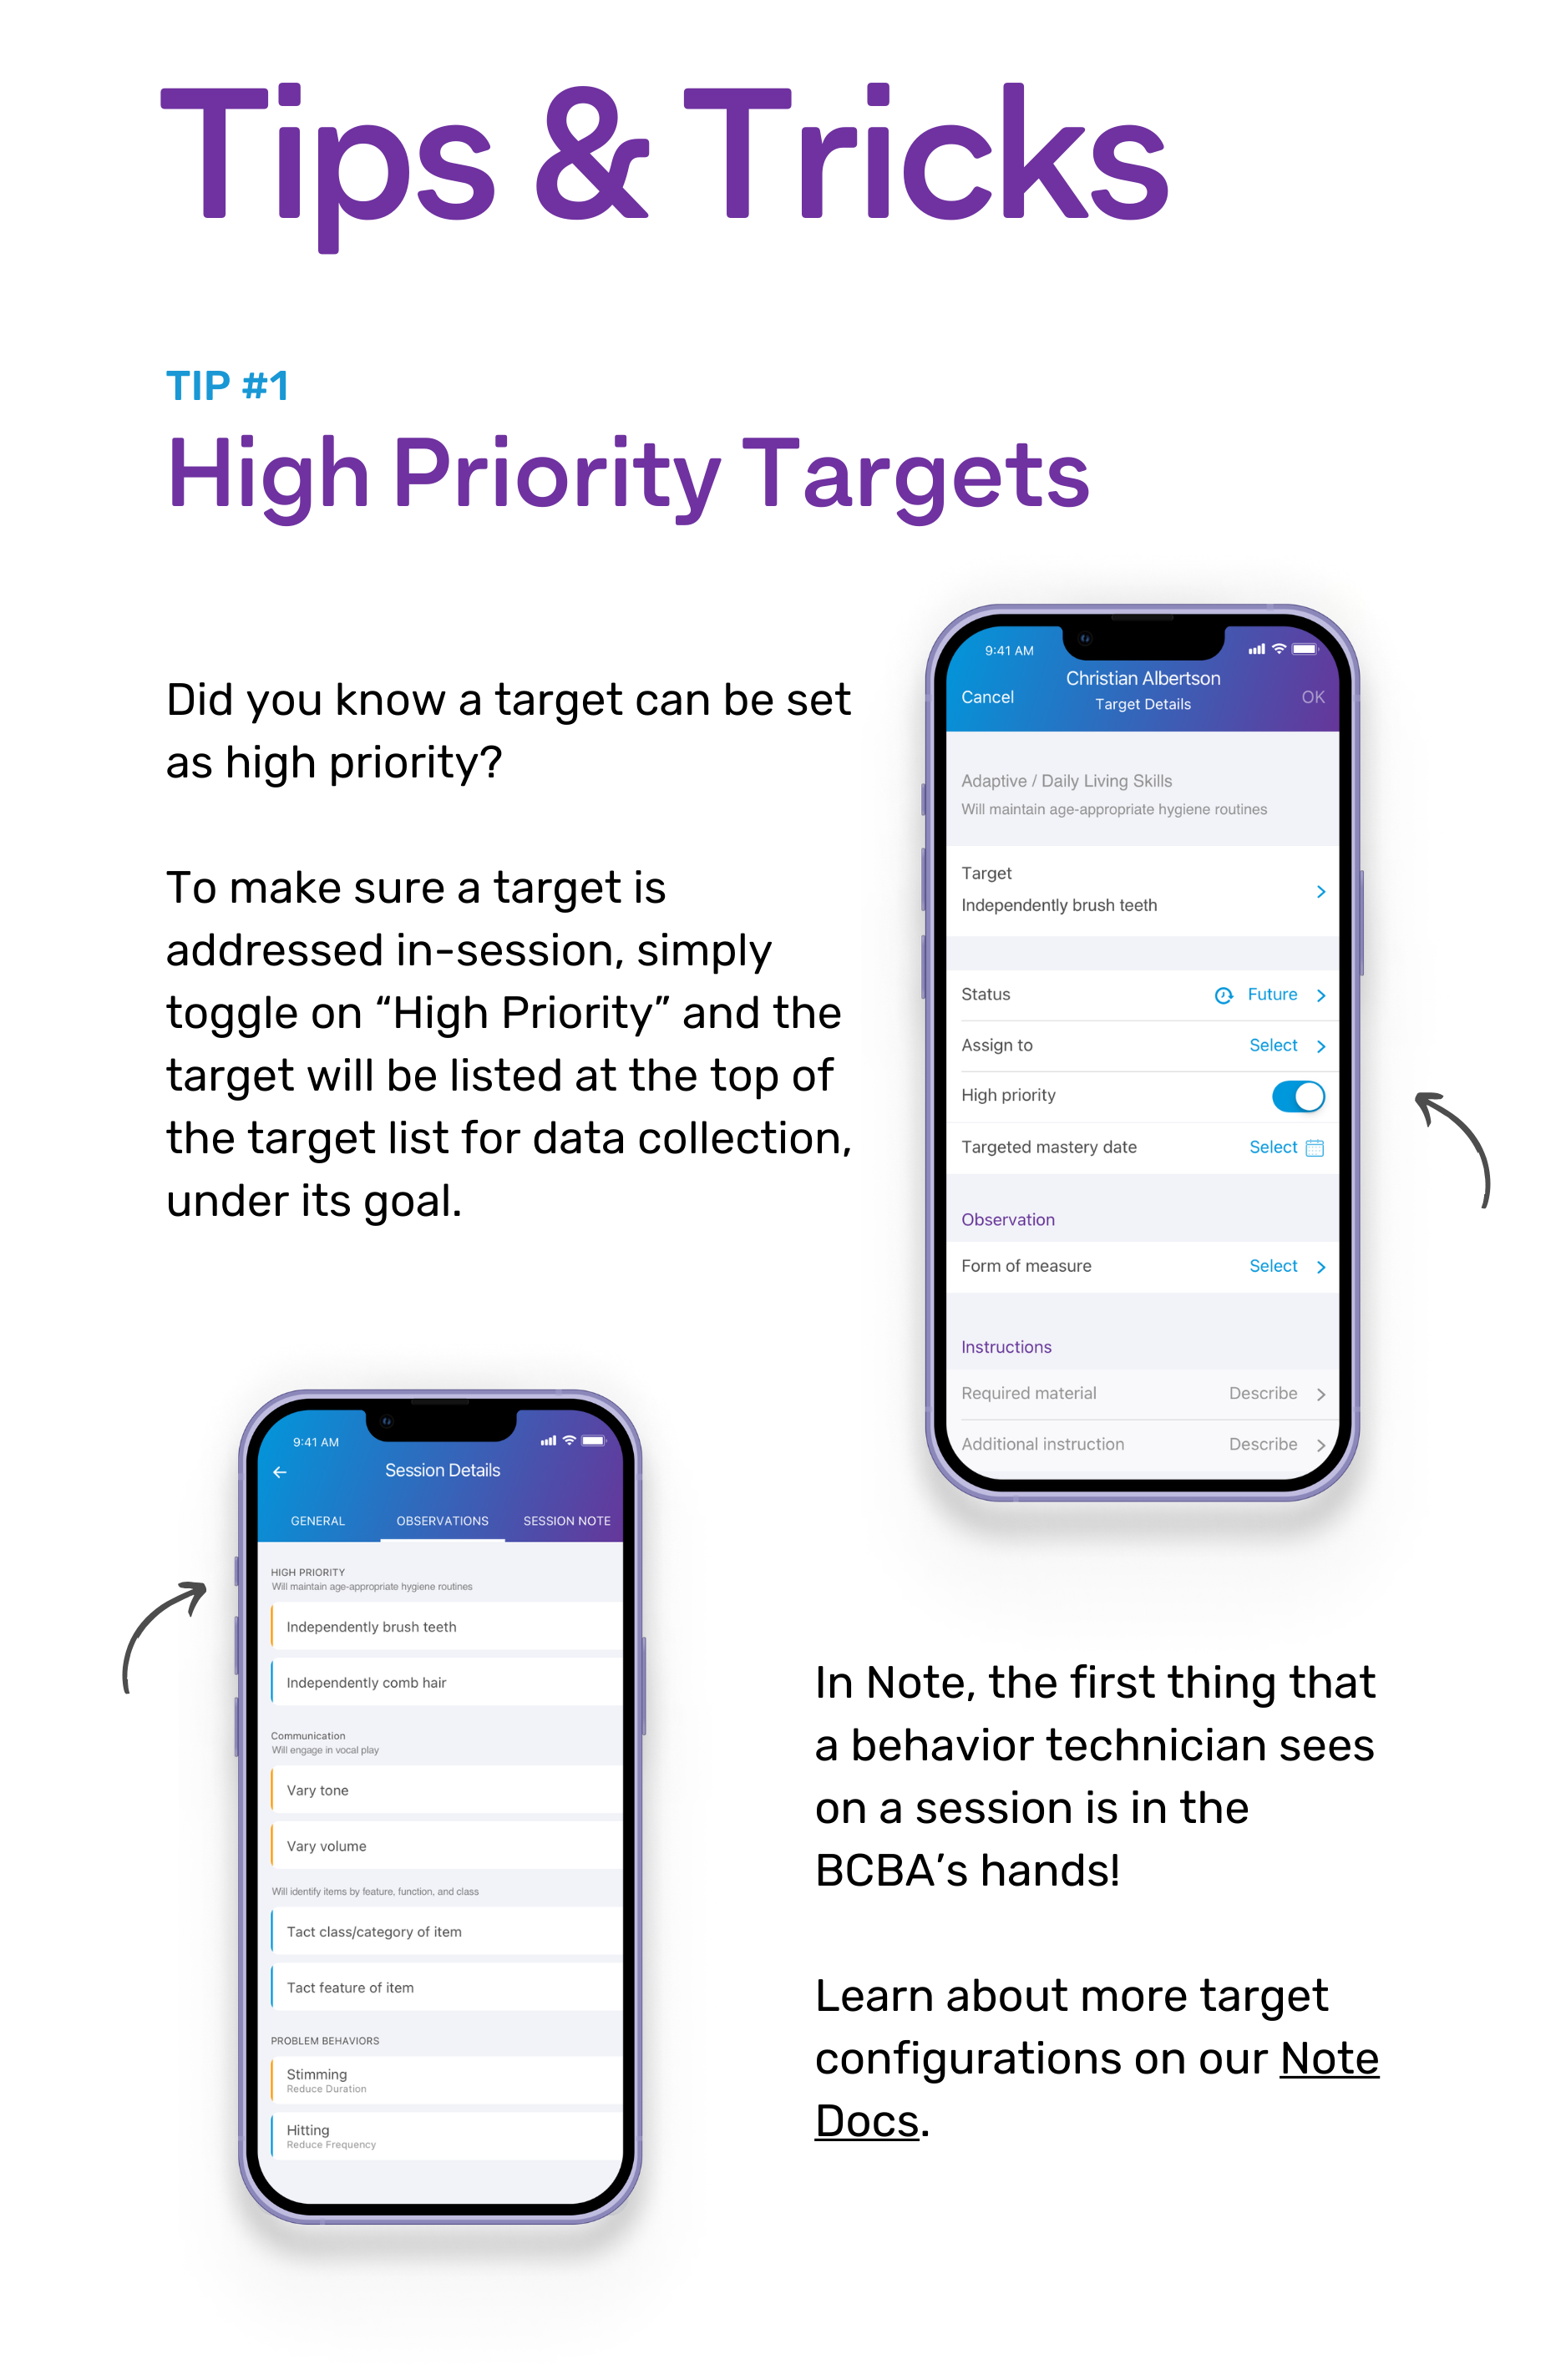 Tips & Tricks
TIP #1
High Priority Targets
Did you know a target can be set
as high priority?
To make sure a target is
addressed in-session, simply
toggle on “High Priority” and the
target will be listed at the top of
the target list for data collection,
under its goal.
9:41 AM
Christian Albertson
Cancel
Target Details
OK
Adaptive / Daily Living Skills
Will maintain age-appropriate hygiene routines
Target
Independently brush teeth
Status Future
Assign to Select
High priority
Targeted mastery date Select
Observation
Form of measure Select
Instructions
Required material Describe
Additional instruction Describe
9:41 AM
Session Details
GENERAL OBSERVATIONS SESSION NOTE
HIGH PRIORITY
Will maintain age-appropriate hygiene routines
Independently brush teeth
Independently comb hair
Communication
Will engage in vocal play
Vary tone
Vary volume
Will identify items by feature, function, and class
Tact class/category of item
Tact feature of item
PROBLEM BEHAVIORS
Stimming
Reduce Duration
Hitting
Reduce Frequency
In Note, the first thing that
a behavior technician sees
on a session is in the
BCBA’s hands!
Learn about more target
configurations on our Note
Docs.